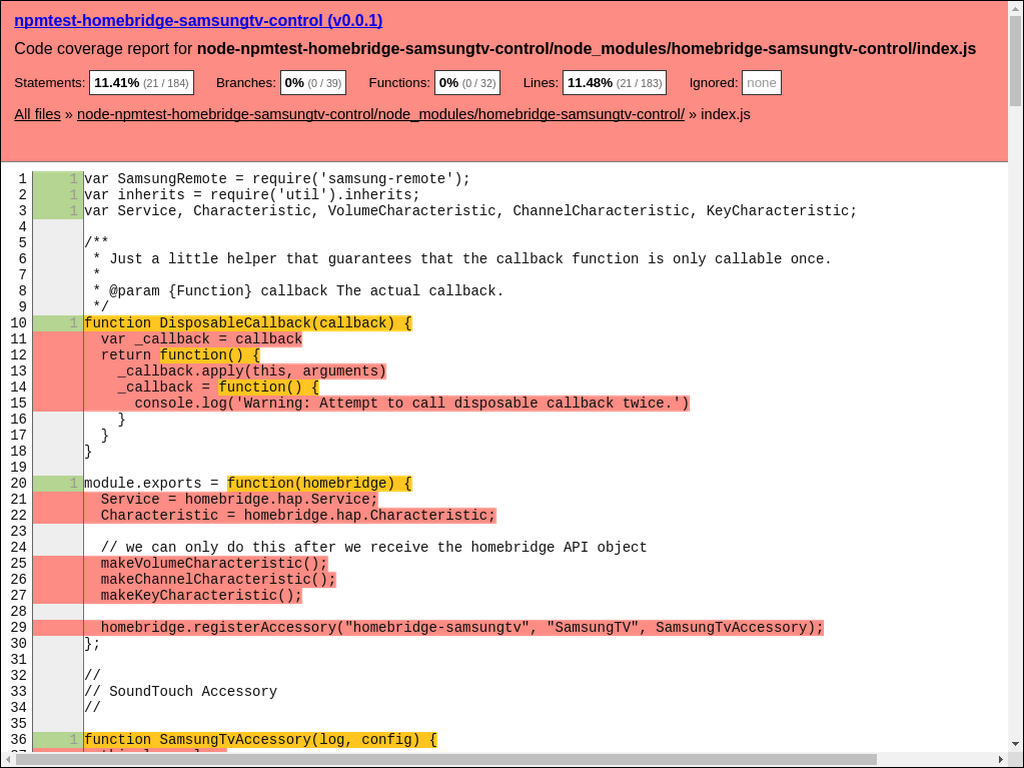 npmtest-homebridge-samsungtv-control (v0.0.1)
Code coverage report for node-npmtest-homebridge-samsungtv-control/node_modules/homebridge-samsungtv-control/index.js
Statements: 11.41% (21 / 184) Branches: 0% (0 / 39) Functions: 0% (0 / 32) Lines: 11.48% (21 / 183) Ignored: none
All files » node-npmtest-homebridge-samsungtv-control/node_modules/homebridge-samsungtv-control/ » index.js
1 1 var SamsungRemote = require('samsung-remote');
2 1 var inherits = require('util').inherits;
3 1 var Service, Characteristic, VolumeCharacteristic, ChannelCharacteristic, KeyCharacteristic;
4
5 /**
6 * Just a little helper that guarantees that the callback function is only callable once.
7 *
8 * @param {Function} callback The actual callback.
9 */
10 1 function DisposableCallback(callback) {
11 var _callback = callback
12 return function() {
13 _callback.apply(this, arguments)
14 _callback = function() {
15 console.log('Warning: Attempt to call disposable callback twice.')
16 }
17 }
18 }
19
20 1 module.exports = function(homebridge) {
21 Service = homebridge.hap.Service;
22 Characteristic = homebridge.hap.Characteristic;
23
24 // we can only do this after we receive the homebridge API object
25 makeVolumeCharacteristic();
26 makeChannelCharacteristic();
27 makeKeyCharacteristic();
28
29 homebridge.registerAccessory("homebridge-samsungtv", "SamsungTV", SamsungTvAccessory);
30 };
31
32 //
33 // SoundTouch Accessory
34 //
35
36 1 function SamsungTvAccessory(log, config) {